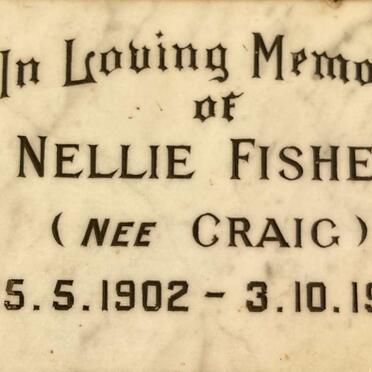 In Loving Memo
of
NELLIE FISHE
( NEE CRAIG )
5.5.1902 - 3.10.19